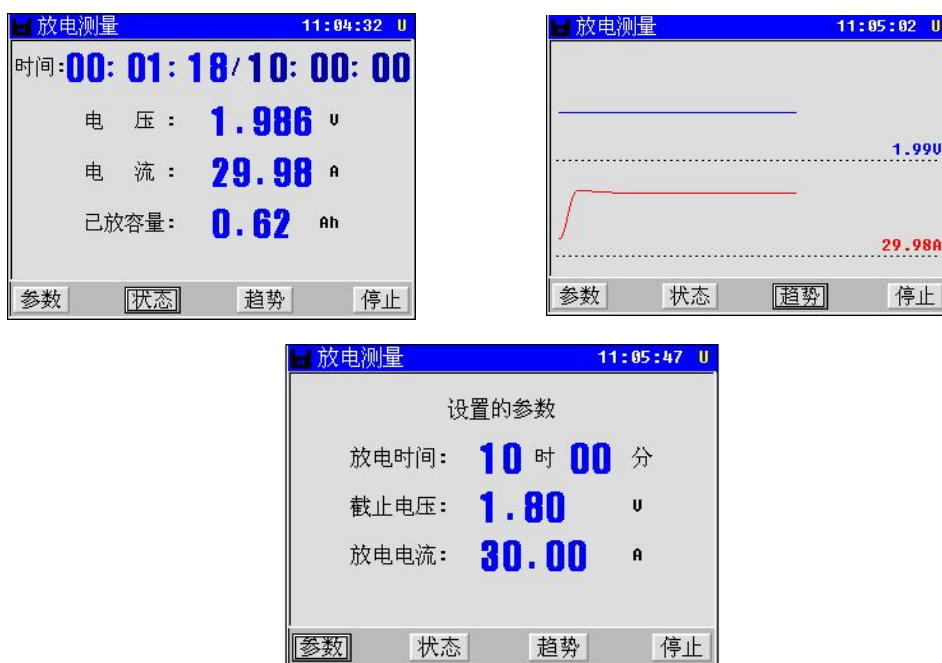 放电测量 11:04:32 U
时间:00:01:18/10:00:00
电 压: 1.986 V
电 流: 29.98 A
已放容量: 0.62 Ah
参数 状态 趋势 停止
放电测量 11:05:02 U
1.99V
29.98A
参数 状态 趋势 停止
放电测量 11:05:47 U
设置的参数
放电时间: 10 时 00 分
截止电压: 1.80 V
放电电流: 30.00 A
参数 状态 趋势 停止